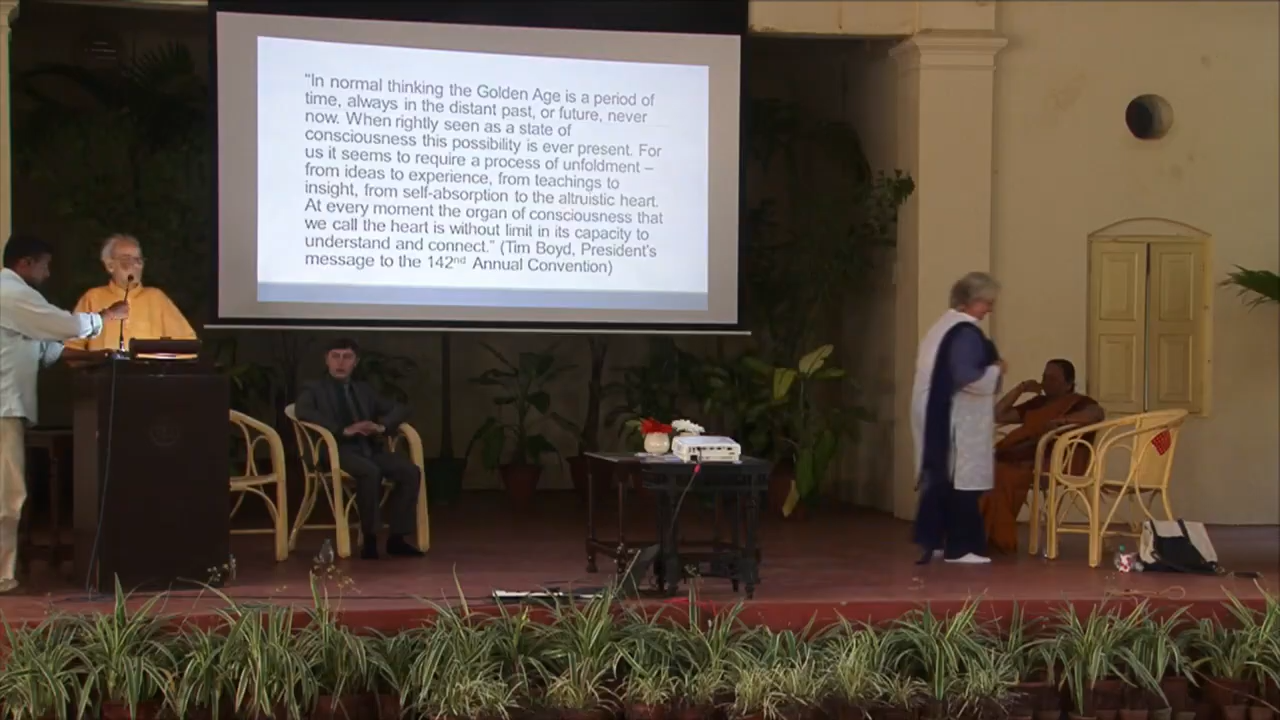 "In normal thinking the Golden Age is a period of
time, always in the distant past, or future, never
now. When rightly seen as a state of
consciousness this possibility is ever present. For
us it seems to require a process of unfoldment –
from ideas to experience, from teachings to
insight, from self-absorption to the altruistic heart.
At every moment the organ of consciousness that
we call the heart is without limit in its capacity to
understand and connect." (Tim Boyd, President's
message to the 142nd Annual Convention)